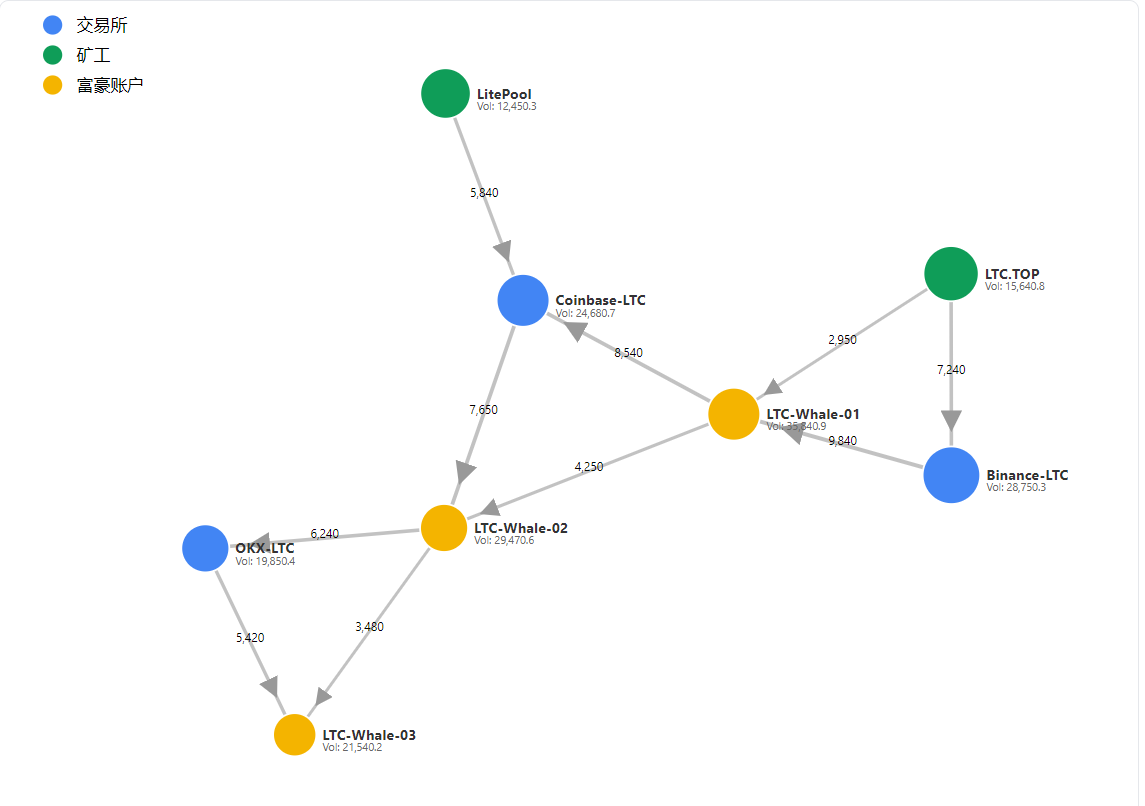 交易所
矿工
富豪账户
LitePool
Vol: 12,450.3
5,840
LTC.TOP
Vol: 15,640.8
Coinbase-LTC
Vol: 24,680.7
2,950
8,540
7,240
7,650
LTC-Whale-01
Vol: 35,840.9
9,840
4,250
Binance-LTC
Vol: 28,750.3
LTC-Whale-02
Vol: 29,470.6
6,240
OKX-LTC
Vol: 19,850.4
5,420
3,480
LTC-Whale-03
Vol: 21,540.2